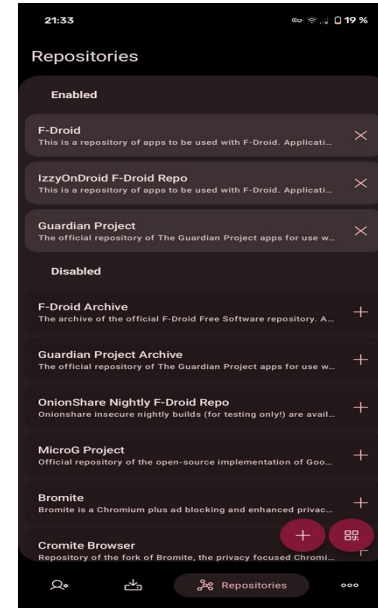 21:33
19 %
Repositories
Enabled
F-Droid
This is a repository of apps to be used with F-Droid. Applicati...
IzzyOnDroid F-Droid Repo
This is a repository of apps to be used with F-Droid. Applicati...
Guardian Project
The official repository of The Guardian Project apps for use w...
Disabled
F-Droid Archive
The archive of the official F-Droid Free Software repository. A...
Guardian Project Archive
The official repository of The Guardian Project apps for use w...
OnionShare Nightly F-Droid Repo
Onionshare insecure nightly builds (for testing only!) are avail...
MicroG Project
Official repository of the open-source implementation of Goo...
Bromite
Bromite is a Chromium plus ad blocking and enhanced privac...
Cromite Browser
Repository of the fork of Bromite, the privacy focused Chromi...
Repositories